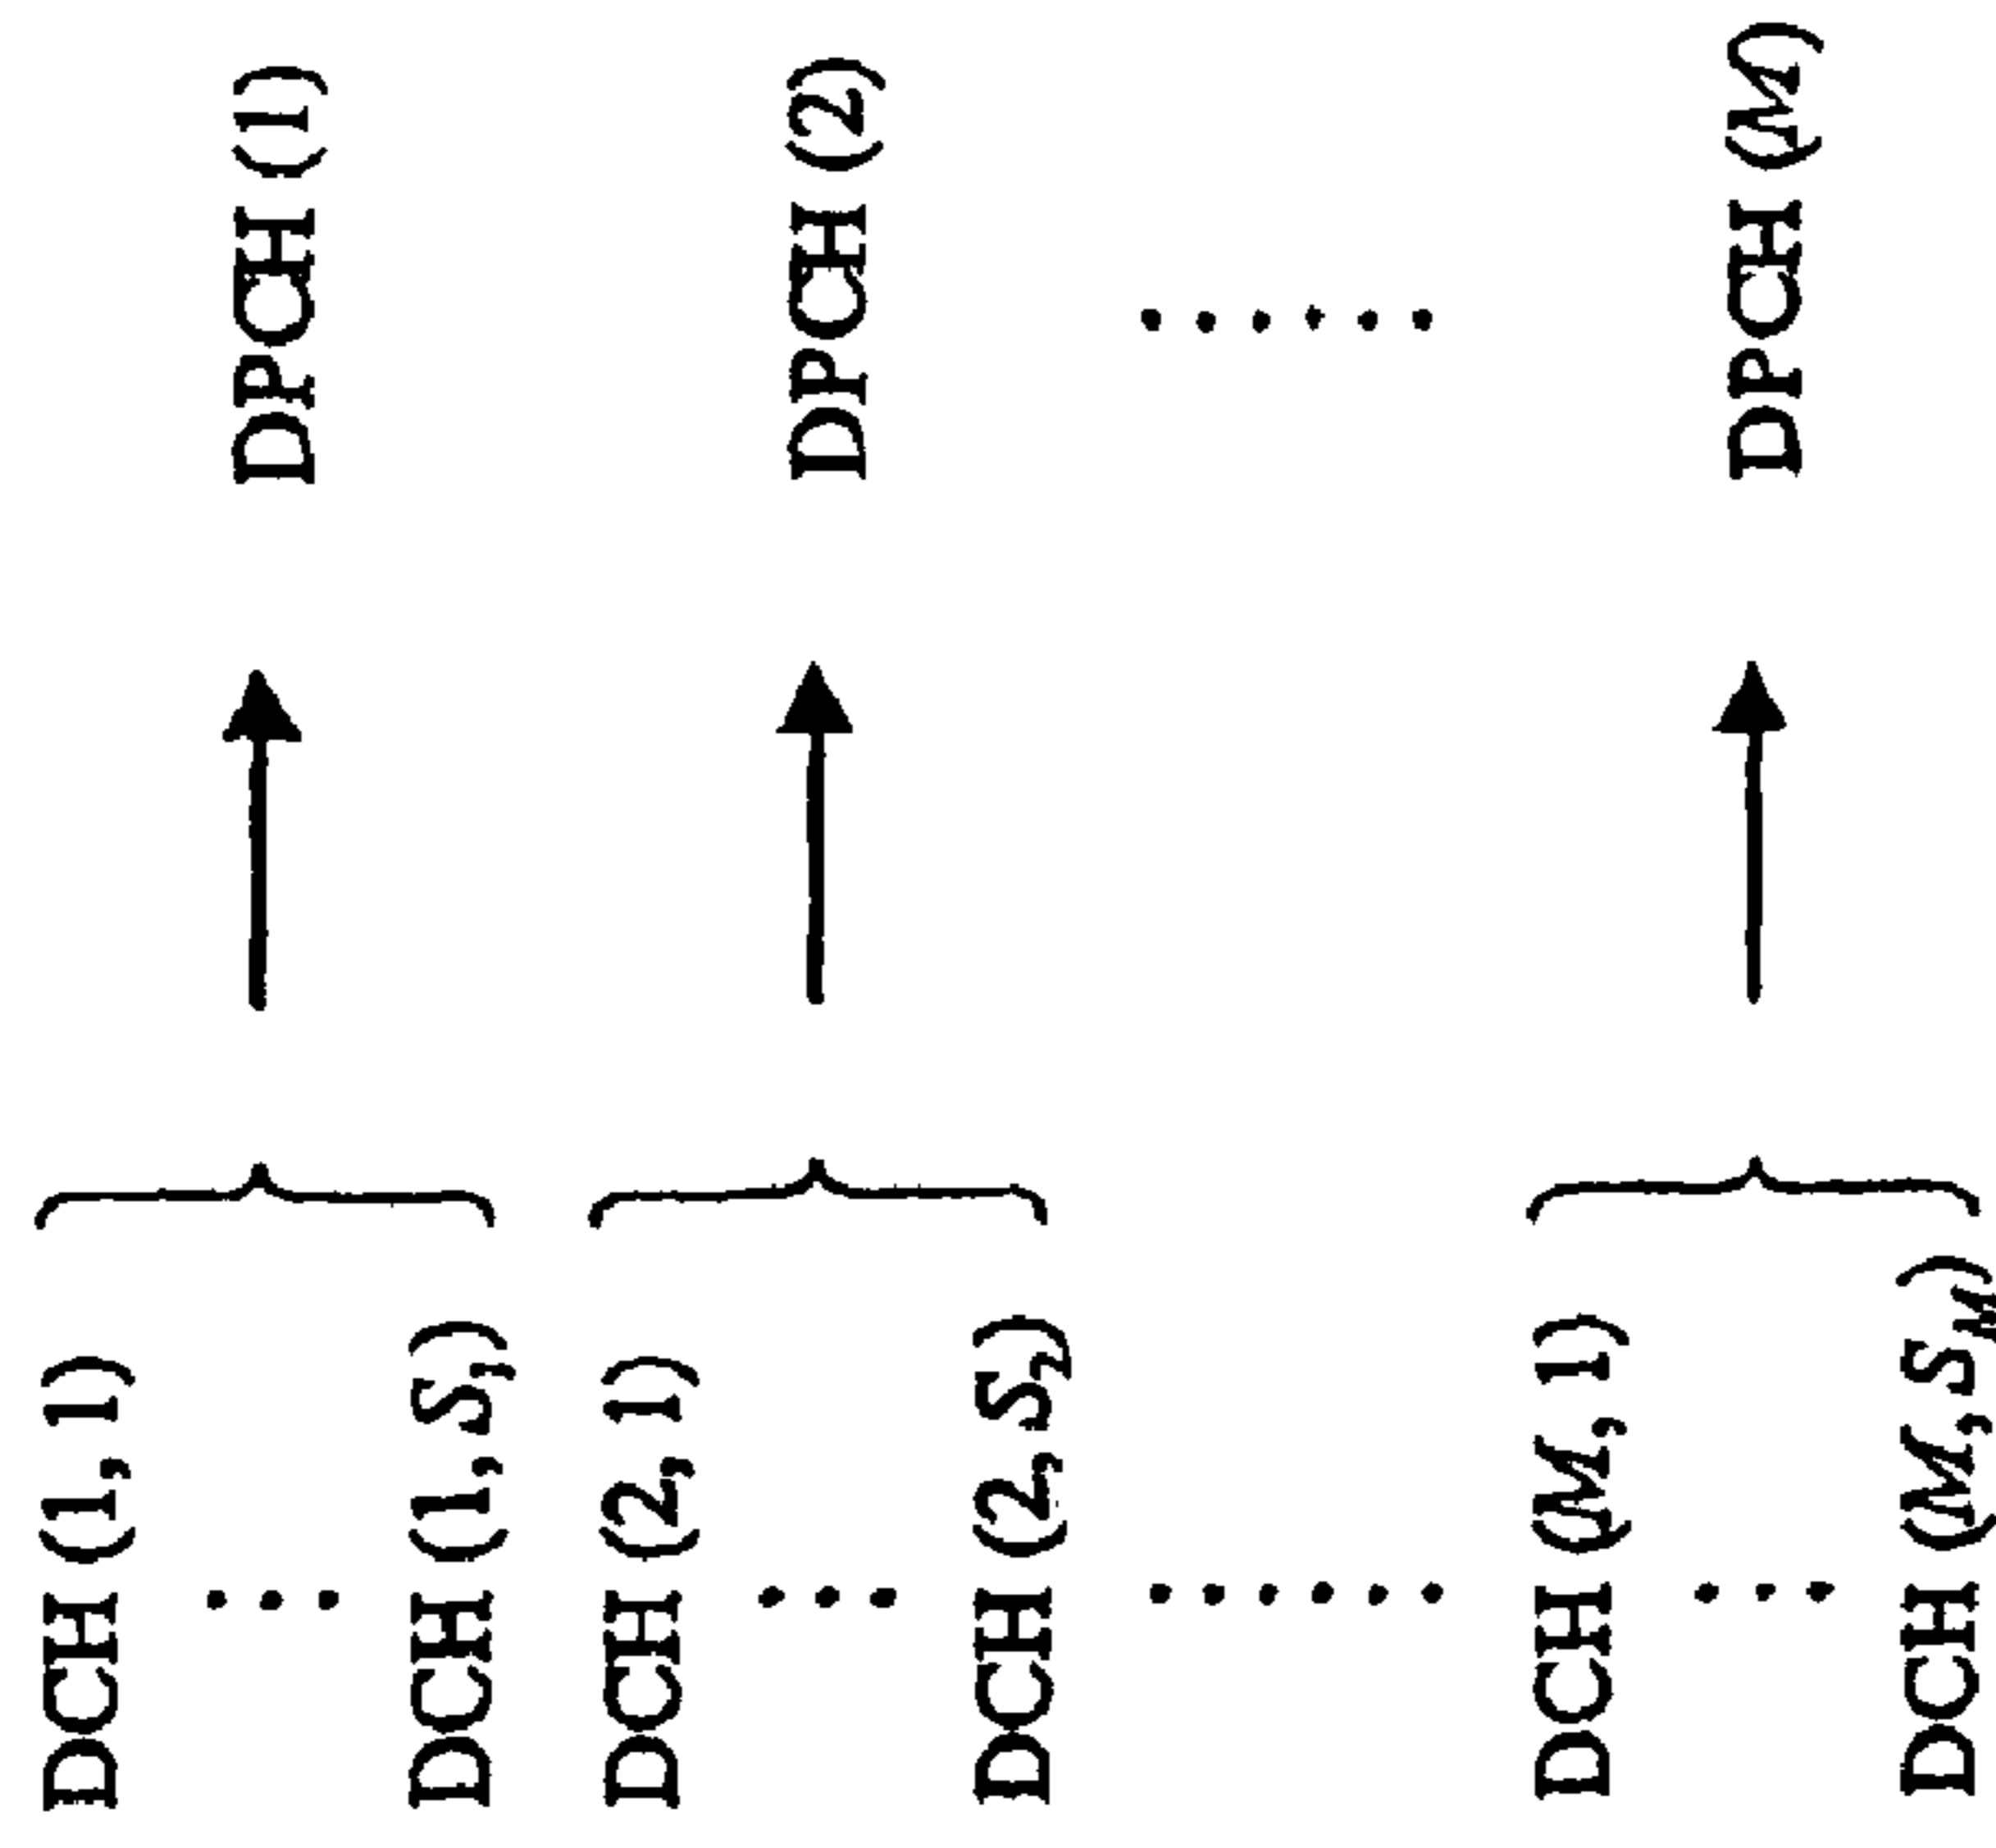 DCH (1, 1)
. . .
DCH (1, S₁)
DPCH (1)
DCH (2, 1)
. . .
DCH (2, S₂)
DPCH (2)
. . . . . .
. . . . . .
DCH (M, 1)
. . .
DCH (M, S_M)
DPCH (M)